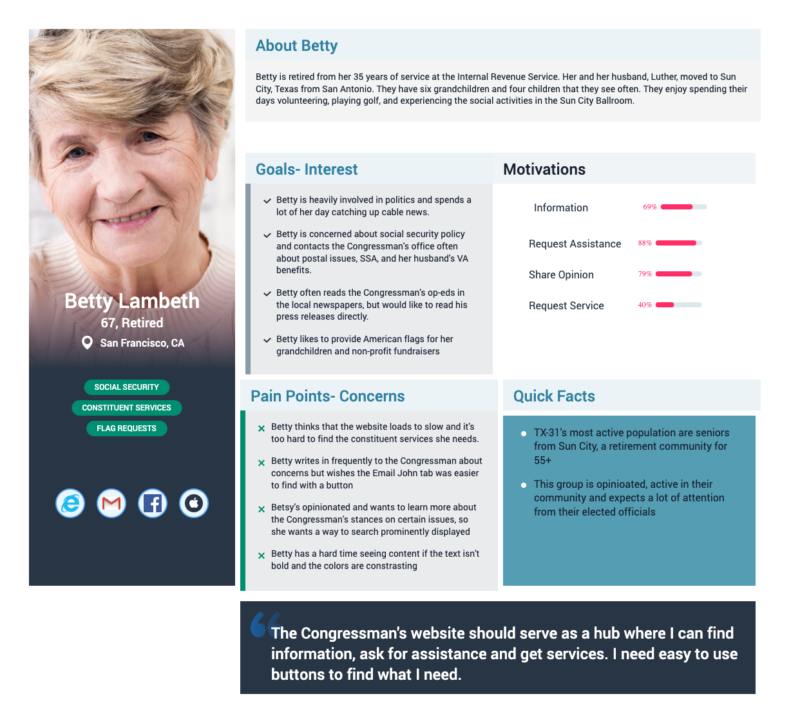 Betty Lambeth
67, Retired
San Francisco, CA
SOCIAL SECURITY
CONSTITUENT SERVICES
FLAG REQUESTS
About Betty
Betty is retired from her 35 years of service at the Internal Revenue Service. Her and her husband, Luther, moved to Sun
City, Texas from San Antonio. They have six grandchildren and four children that they see often. They enjoy spending their
days volunteering, playing golf, and experiencing the social activities in the Sun City Ballroom.
Goals- Interest
Betty is heavily involved in politics and spends a
lot of her day catching up cable news.
Betty is concerned about social security policy
and contacts the Congressman's office often
about postal issues, SSA, and her husband's VA
benefits.
Betty often reads the Congressman's op-eds in
the local newspapers, but would like to read his
press releases directly.
Betty likes to provide American flags for her
grandchildren and non-profit fundraisers
Motivations
Information 69%
Request Assistance 88%
Share Opinion 79%
Request Service 40%
Pain Points- Concerns
Betty thinks that the website loads to slow and it's
too hard to find the constituent services she needs.
Betty writes in frequently to the Congressman about
concerns but wishes the Email John tab was easier
to find with a button
Betsy's opinionated and wants to learn more about
the Congressman's stances on certain issues, so
she wants a way to search prominently displayed
Betty has a hard time seeing content if the text isn't
bold and the colors are constrasting
Quick Facts
TX-31's most active population are seniors
from Sun City, a retirement community for
55+
This group is opinioated, active in their
community and expects a lot of attention
from their elected officials
The Congressman's website should serve as a hub where I can find
information, ask for assistance and get services. I need easy to use
buttons to find what I need.